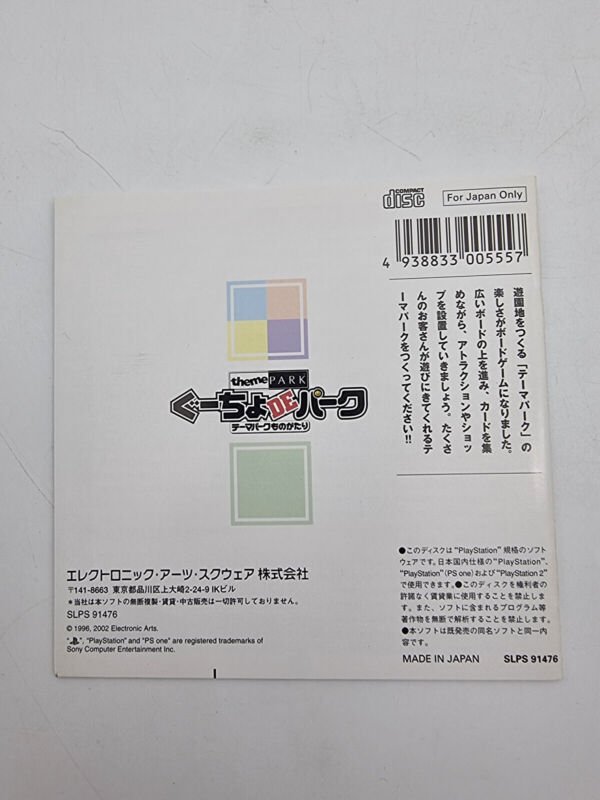 COMPACT
disc
For Japan Only
4 938833 005557
遊園地をつくる「テーマパーク」の
楽しさがボードゲームになりました。
広いボードの上を進み、カードを集
めながら、アトラクションやショッ
プを設置していきましょう。たくさ
んのお客さんが遊びにきてくれるテ
ーマパークをつくってください!!
theme PARK
ぐーちょDEパーク
テーマパークものがたり
エレクトロニック・アーツ・スクウェア 株式会社
〒141-8663 東京都品川区上大崎2-24-9 IKビル
*当社は本ソフトの無断複製・賃貸・中古販売は一切許可しておりません。
SLPS 91476
© 1996, 2002 Electronic Arts.
" ", "PlayStation" and "PS one" are registered trademarks of
Sony Computer Entertainment Inc.
●このディスクは"PlayStation" 規格のソフト
ウェアです。日本国内仕様の"PlayStation"、
"PlayStation"(PS one)および"PlayStation 2"
で使用できます。●このディスクを権利者の
許諾なく賃貸業に使用することを禁止しま
す。また、ソフトに含まれるプログラム等
著作物を無断で解析することを禁止します。
●本ソフトは既発売の同名ソフトと同一内
容です。
MADE IN JAPAN SLPS 91476